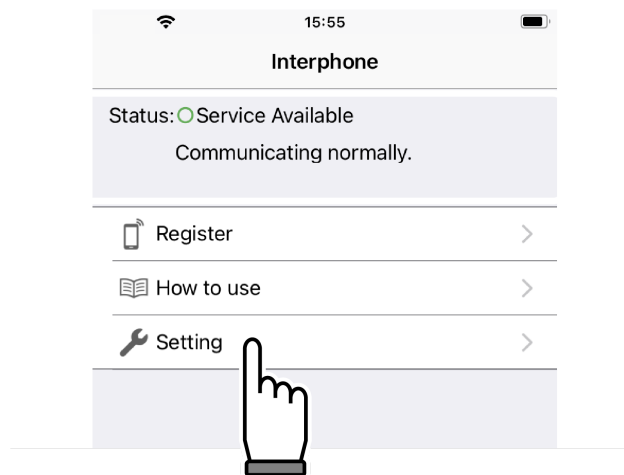 15:55
Interphone
Status: Service Available
Communicating normally.
Register
How to use
Setting